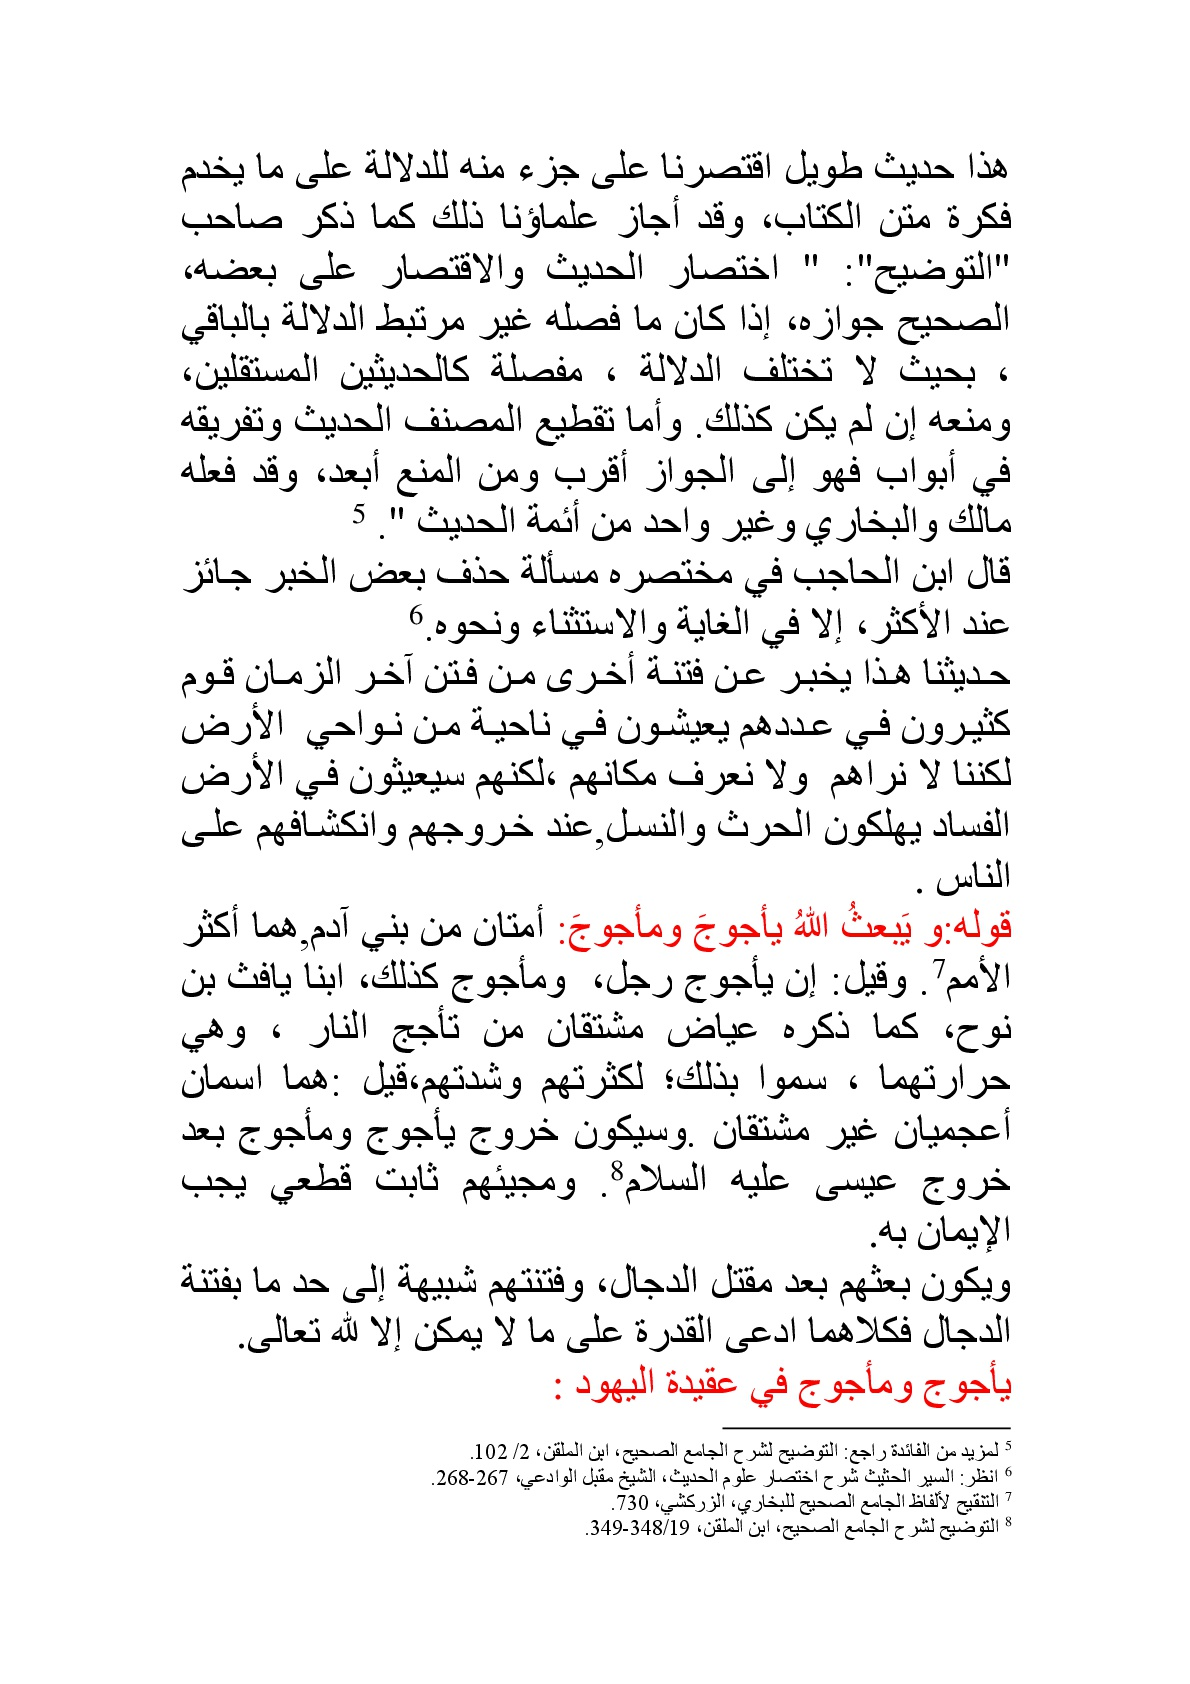 هذا حديث طويل اقتصرنا على جزء منه للدلالة على ما يخدم
فكرة متن الكتاب، وقد أجاز علماؤنا ذلك كما ذكر صاحب
"التوضيح": " اختصار الحديث والاقتصار على بعضه،
الصحيح جوازه، إذا كان ما فصله غير مرتبط الدلالة بالباقي
، بحيث لا تختلف الدلالة ، مفصلة كالحديثين المستقلين،
ومنعه إن لم يكن كذلك. وأما تقطيع المصنف الحديث وتفريقه
في أبواب فهو إلى الجواز أقرب ومن المنع أبعد، وقد فعله
مالك والبخاري وغير واحد من أئمة الحديث ". 5
قال ابن الحاجب في مختصره مسألة حذف بعض الخبر جائز
عند الأكثر، إلا في الغاية والاستثناء ونحوه.6
حديثنا هذا يخبر عن فتنة أخرى من فتن آخر الزمان قوم
كثيرون في عددهم يعيشون في ناحية من نواحي الأرض
لكننا لا نراهم ولا نعرف مكانهم ،لكنهم سيعيثون في الأرض
الفساد يهلكون الحرث والنسل,عند خروجهم وانكشافهم على
الناس .
قوله:و يَبعثُ اللهُ يأجوجَ ومأجوجَ: أمتان من بني آدم,هما أكثر
الأمم7. وقيل: إن يأجوج رجل، ومأجوج كذلك، ابنا يافث بن
نوح، كما ذكره عياض مشتقان من تأجج النار ، وهي
حرارتهما ، سموا بذلك؛ لكثرتهم وشدتهم،قيل :هما اسمان
أعجميان غير مشتقان .وسيكون خروج يأجوج ومأجوج بعد
خروج عيسى عليه السلام8. ومجيئهم ثابت قطعي يجب
الإيمان به.
ويكون بعثهم بعد مقتل الدجال، وفتنتهم شبيهة إلى حد ما بفتنة
الدجال فكلاهما ادعى القدرة على ما لا يمكن إلا لله تعالى.
يأجوج ومأجوج في عقيدة اليهود :
5 لمزيد من الفائدة راجع: التوضيح لشرح الجامع الصحيح، ابن الملقن، 2/ 102.
6 انظر: السير الحثيث شرح اختصار علوم الحديث، الشيخ مقبل الوادعي، 267-268.
7 التنقيح لألفاظ الجامع الصحيح للبخاري، الزركشي، 730.
8 التوضيح لشرح الجامع الصحيح، ابن الملقن، 348/19-349.